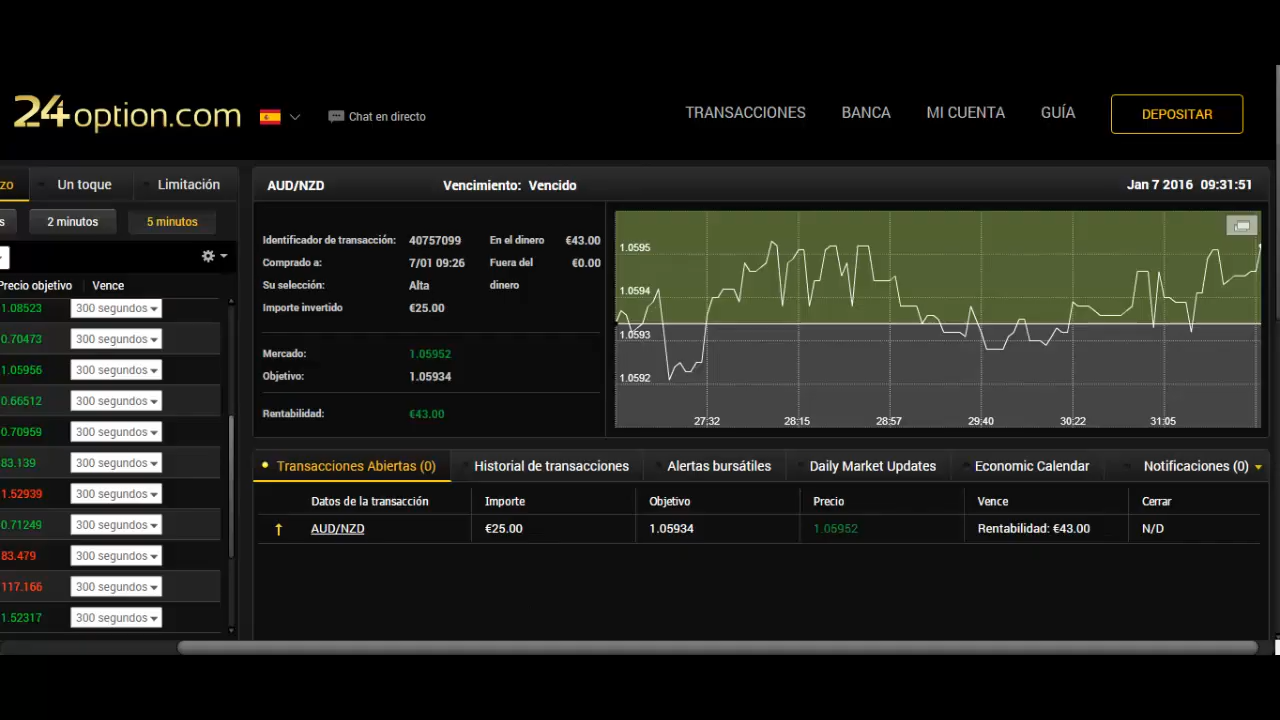 24option.com
Chat en directo
TRANSACCIONES BANCA MI CUENTA GUÍA DEPOSITAR
zo Un toque Limitación
s 2 minutos 5 minutos
Precio objetivo Vence
1.08523 300 segundos
0.70473 300 segundos
1.05956 300 segundos
0.66512 300 segundos
0.70959 300 segundos
83.139 300 segundos
1.52939 300 segundos
0.71249 300 segundos
83.479 300 segundos
117.166 300 segundos
1.52317 300 segundos
AUD/NZD Vencimiento: Vencido Jan 7 2016 09:31:51
Identificador de transacción: 40757099 En el dinero €43.00
Comprado a: 7/01 09:26 Fuera del €0.00
Su selección: Alta dinero
Importe invertido €25.00
Mercado: 1.05952
Objetivo: 1.05934
Rentabilidad: €43.00
1.0595
1.0594
1.0593
1.0592
27:32 28:15 28:57 29:40 30:22 31:05
Transacciones Abiertas (0) Historial de transacciones Alertas bursátiles Daily Market Updates Economic Calendar Notificaciones (0)
Datos de la transacción Importe Objetivo Precio Vence Cerrar
↑ AUD/NZD €25.00 1.05934 1.05952 Rentabilidad: €43.00 N/D